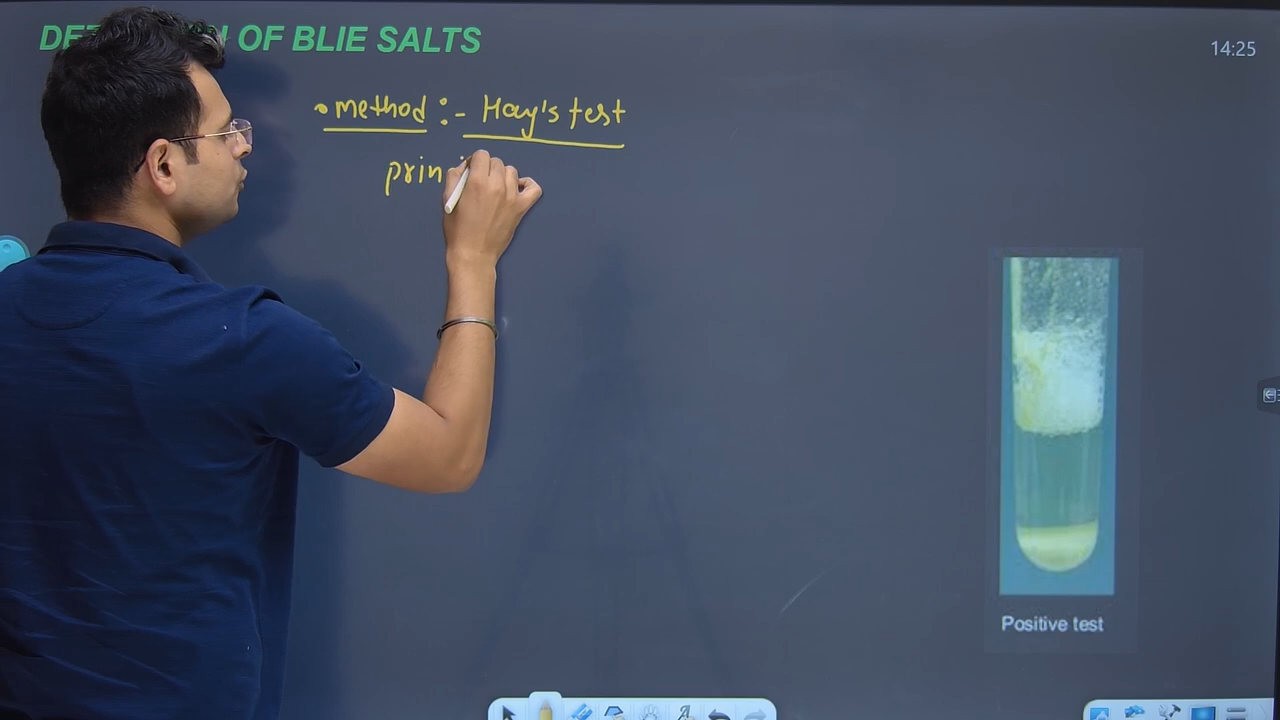 OF BLIE SALTS
14:25
• method :- Hay's test
prin
Positive test